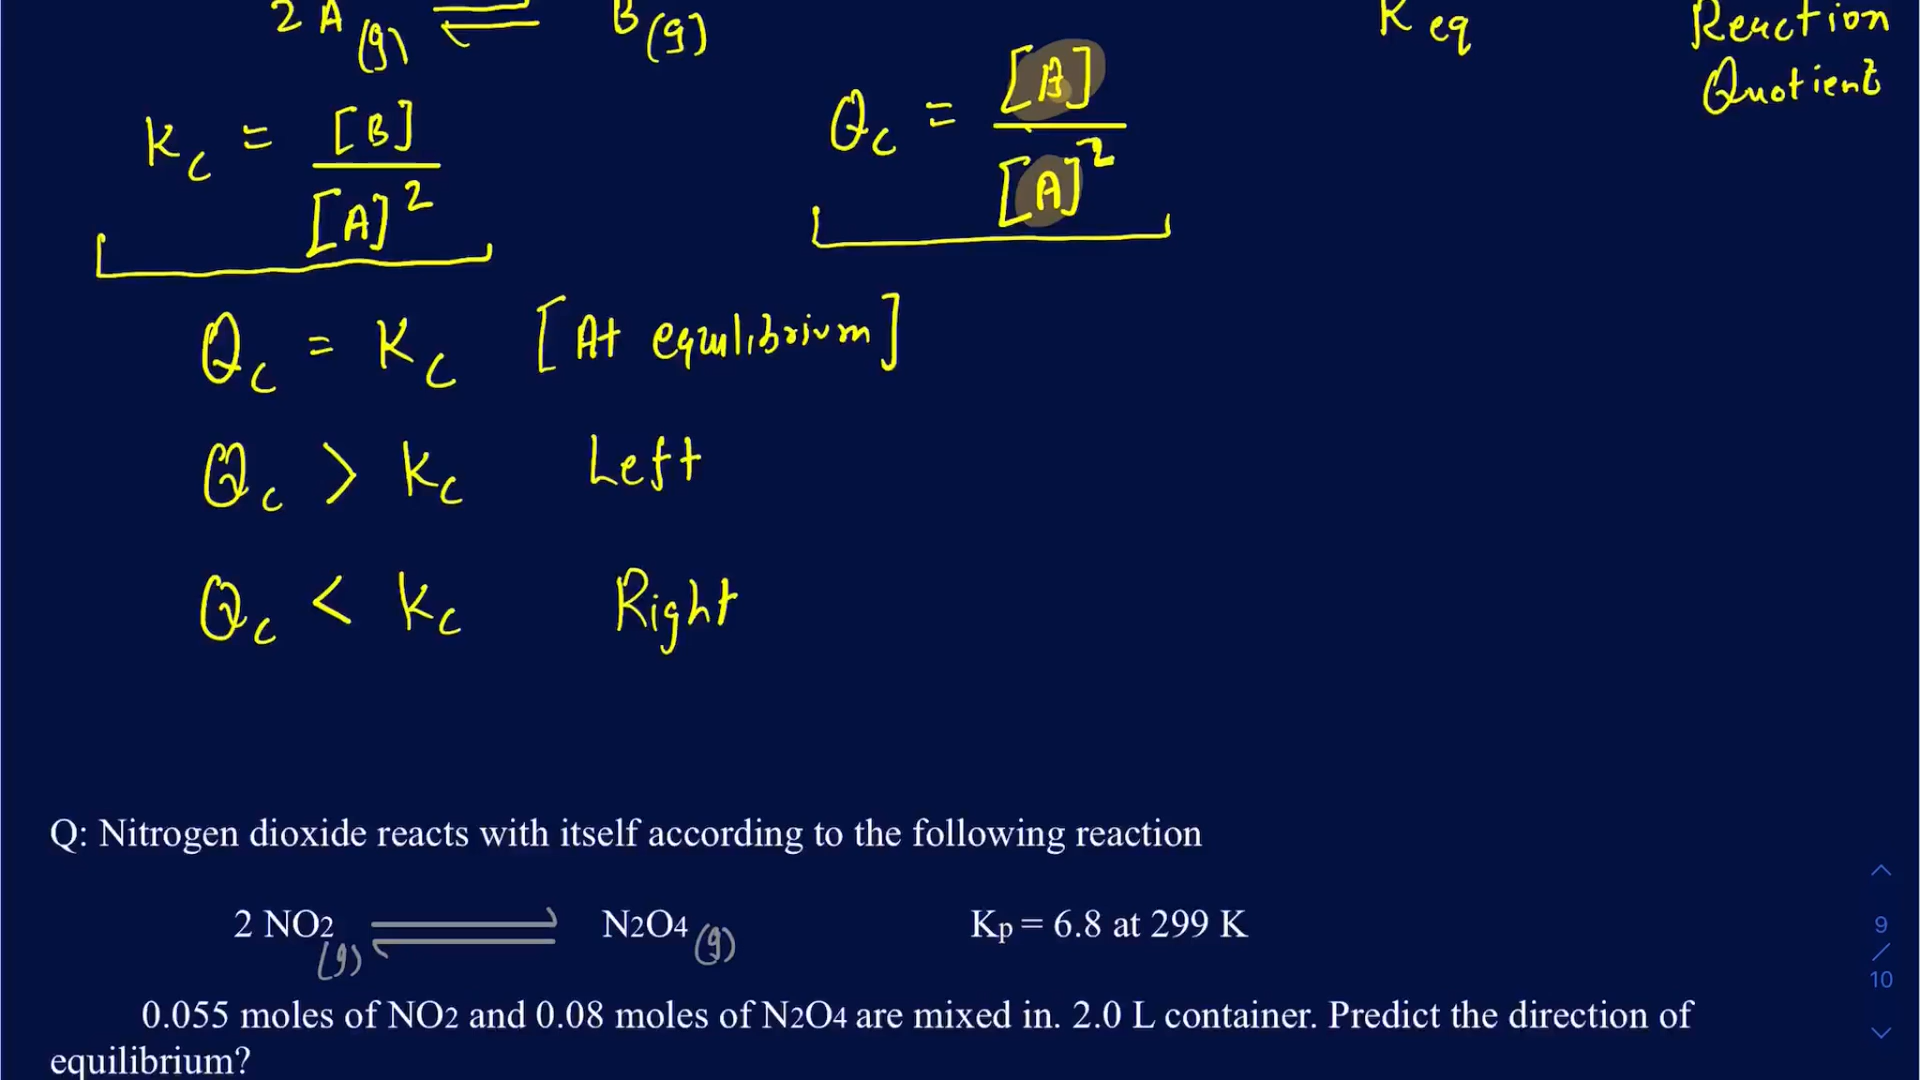 2 A (g) ⇌ B (g)
K eq
Reaction
Quotient
Kc = [B] / [A]²
Qc = [B] / [A]²
Qc = Kc [At equilibrium]
Qc > Kc Left
Qc < Kc Right
Q: Nitrogen dioxide reacts with itself according to the following reaction
2 NO2 (g) ⇌ N2O4 (g) Kp = 6.8 at 299 K
0.055 moles of NO2 and 0.08 moles of N2O4 are mixed in. 2.0 L container. Predict the direction of
equilibrium?
9
/
10